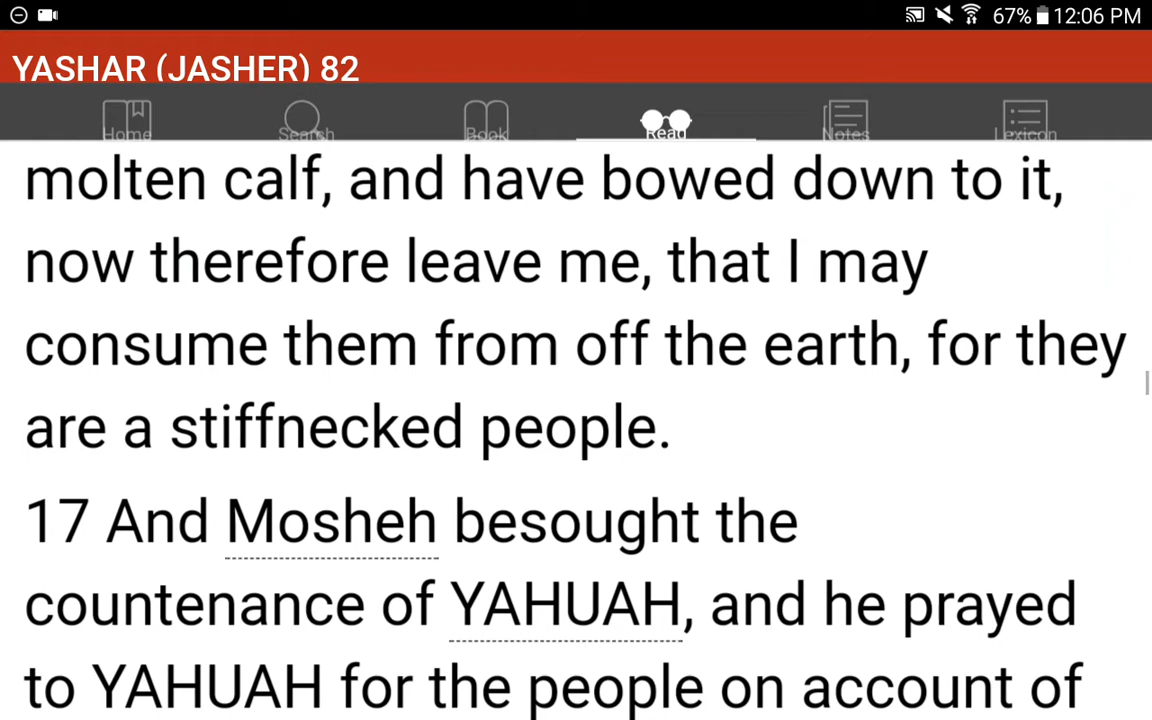 67% 12:06 PM
YASHAR (JASHER) 82
Home Search Book Read Notes Lexicon
molten calf, and have bowed down to it,
now therefore leave me, that I may
consume them from off the earth, for they
are a stiffnecked people.
17 And Mosheh besought the
countenance of YAHUAH, and he prayed
to YAHUAH for the people on account of